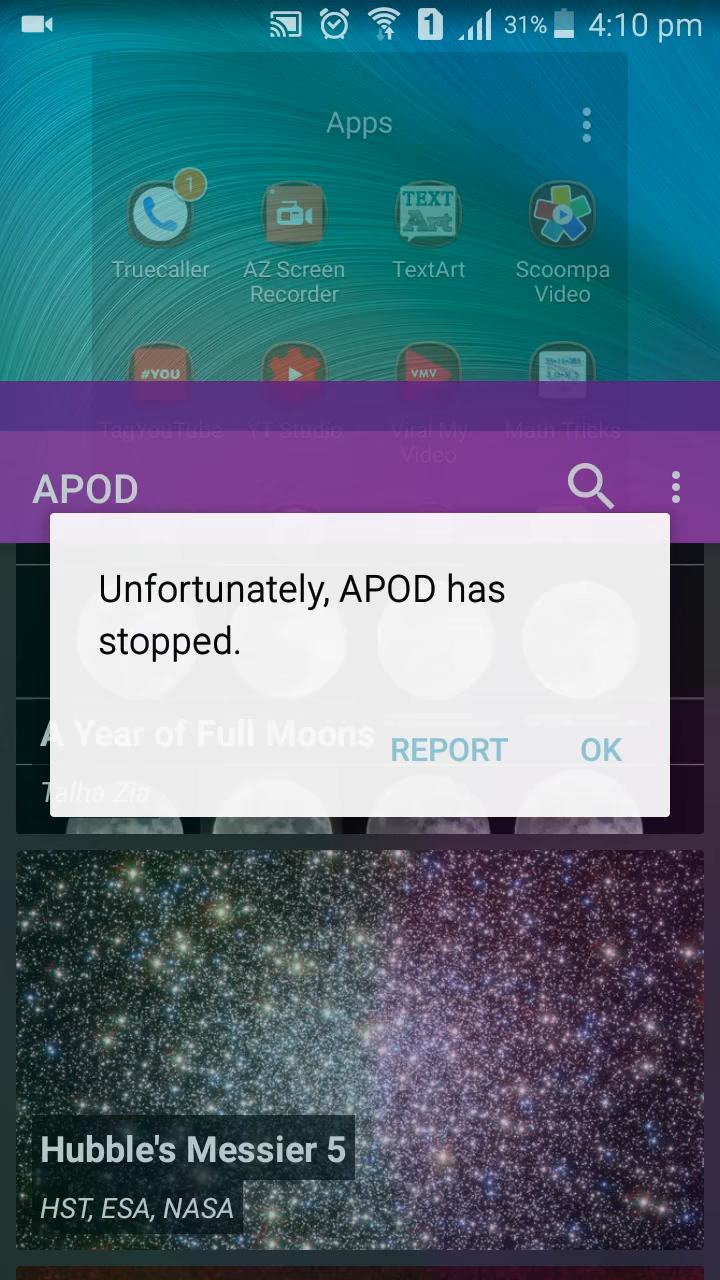 1 31% 4:10 pm
Apps
1
Truecaller AZ Screen Recorder TEXT Art TextArt Scoompa Video
#YOU VMV
TagYouTube YT Studio Viral My Video Math Tricks
APOD
Unfortunately, APOD has
stopped.
A Year of Full Moons
REPORT OK
Talha Zia
Hubble's Messier 5
HST, ESA, NASA